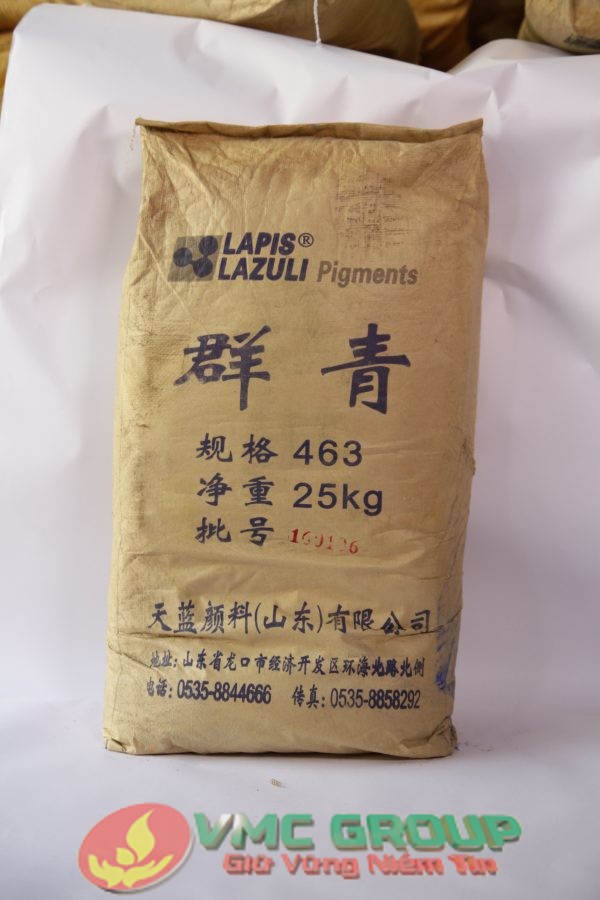 LAPIS®
LAZULI Pigments
群青
规格 463
净重 25kg
批号
天蓝颜料(山东)有限公司
地址:山东省龙口市经济开发区环海北路北侧
电话:0535-8844666 传真:0535-8858292
VMC GROUP
Giữ Vững Niềm Tin